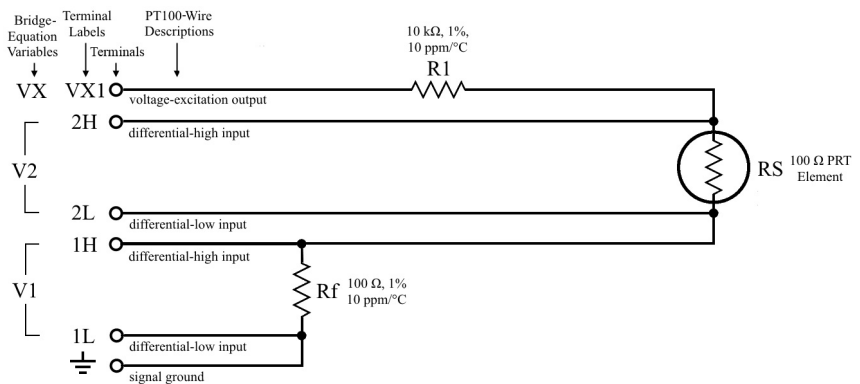 Bridge-
Equation
Variables
Terminal
Labels
Terminals
PT100-Wire
Descriptions
10 kΩ, 1%,
10 ppm/°C
R1
VX VX1 voltage-excitation output
2H differential-high input
V2
RS 100 Ω PRT
Element
2L differential-low input
1H differential-high input
V1
Rf 100 Ω, 1%
10 ppm/°C
1L differential-low input
signal ground